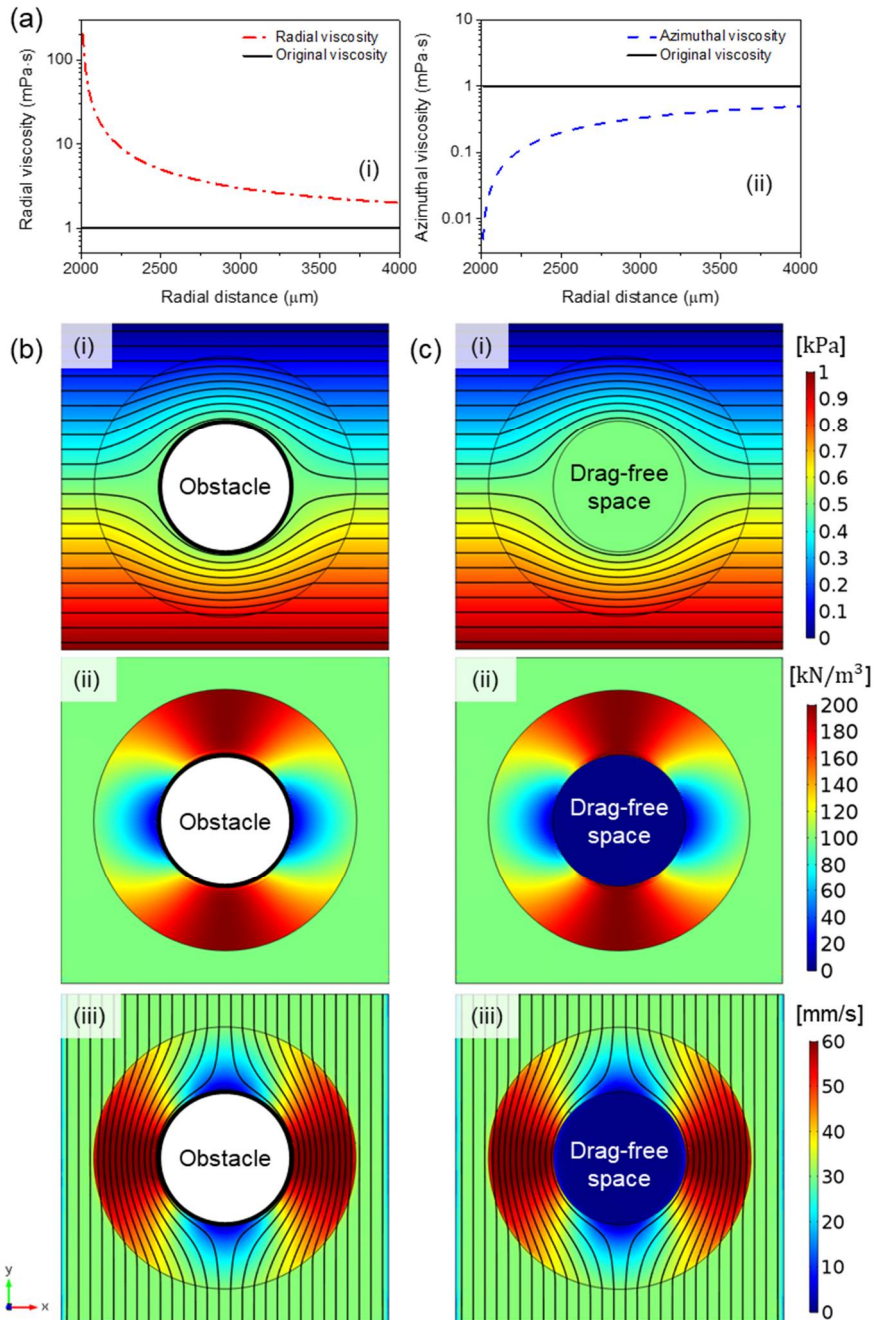 (a)
Radial viscosity (mPa·s)
100
10
1
Radial viscosity
Original viscosity
(i)
2000 2500 3000 3500 4000
Radial distance (μm)
Azimuthal viscosity (mPa·s)
10
1
0.1
0.01
Azimuthal viscosity
Original viscosity
(ii)
2000 2500 3000 3500 4000
Radial distance (μm)
(b)
(i)
Obstacle
(c)
(i)
Drag-free
space
[kPa]
1
0.9
0.8
0.7
0.6
0.5
0.4
0.3
0.2
0.1
0
(ii)
Obstacle
(ii)
Drag-free
space
[kN/m³]
200
180
160
140
120
100
80
60
40
20
0
(iii)
Obstacle
(iii)
Drag-free
space
[mm/s]
60
50
40
30
20
10
0
y
x